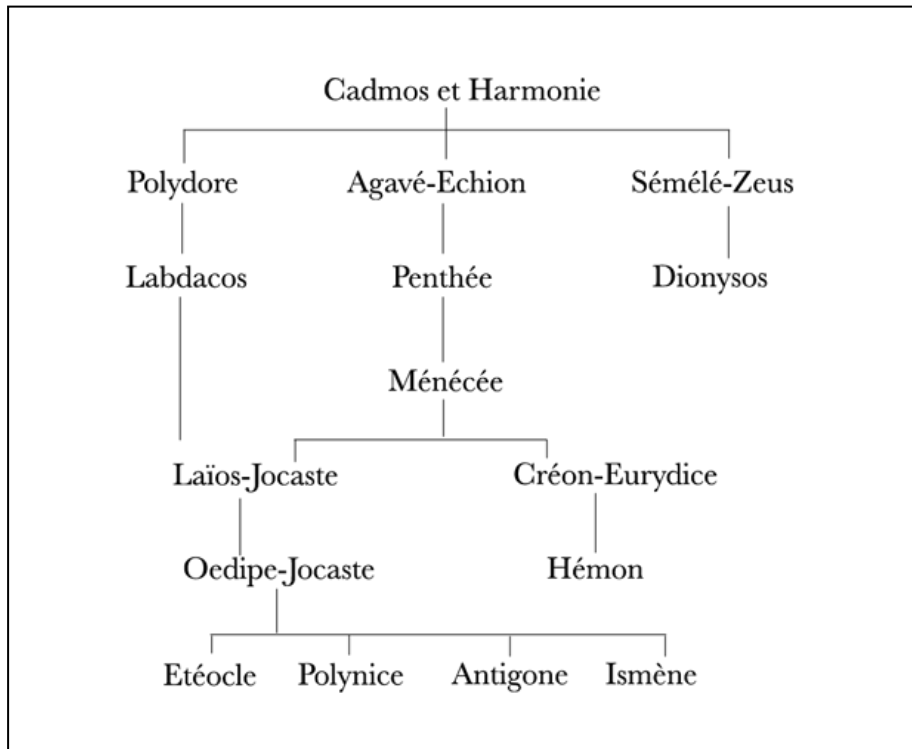 Cadmos et Harmonie
Polydore Agavé-Echion Sémélé-Zeus
Labdacos Penthée Dionysos
Ménécée
Laïos-Jocaste Créon-Eurydice
Oedipe-Jocaste Hémon
Etéocle Polynice Antigone Ismène